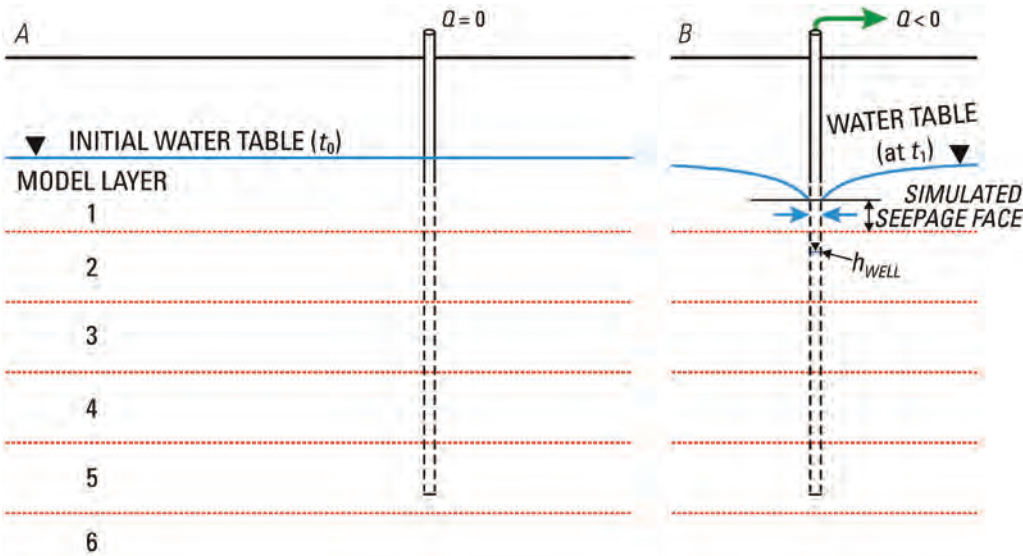 A
Q = 0
INITIAL WATER TABLE (t0)
MODEL LAYER
1
2
3
4
5
6
B
Q < 0
WATER TABLE
(at t1)
SIMULATED
SEEPAGE FACE
hWELL